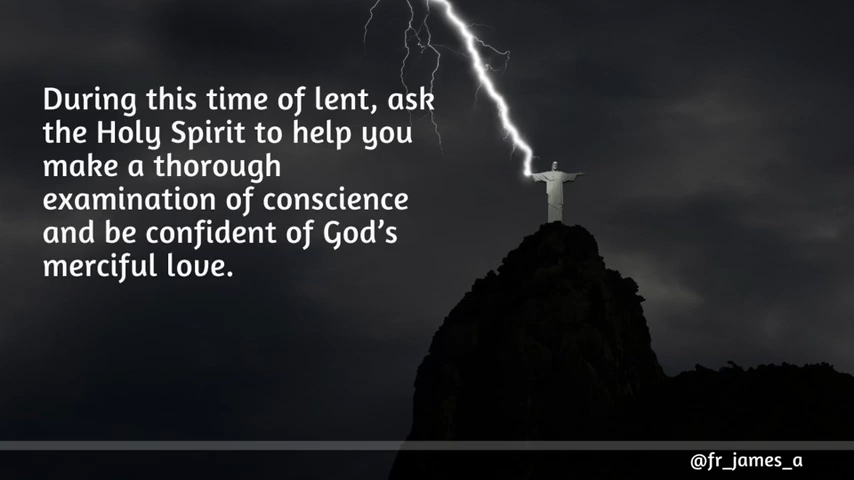 During this time of lent, ask
the Holy Spirit to help you
make a thorough
examination of conscience
and be confident of God's
merciful love.
@fr_james_a